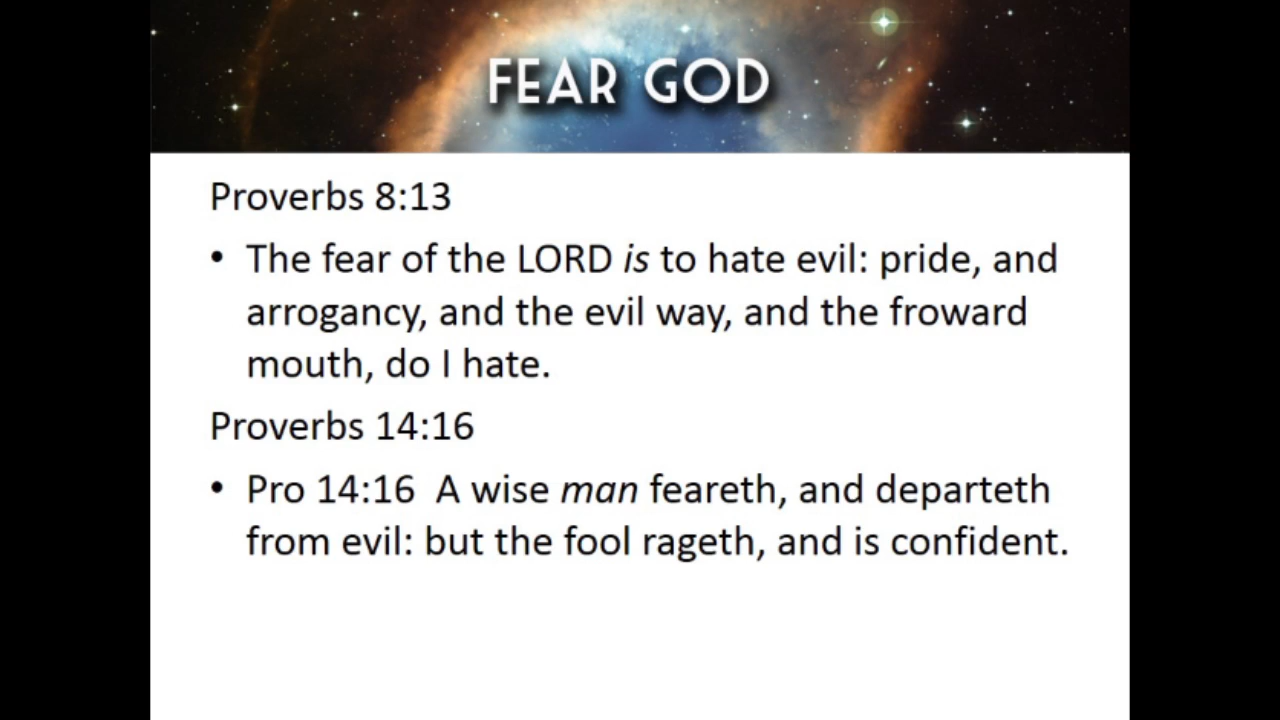 FEAR GOD
Proverbs 8:13
• The fear of the LORD is to hate evil: pride, and
arrogancy, and the evil way, and the froward
mouth, do I hate.
Proverbs 14:16
• Pro 14:16  A wise man feareth, and departeth
from evil: but the fool rageth, and is confident.